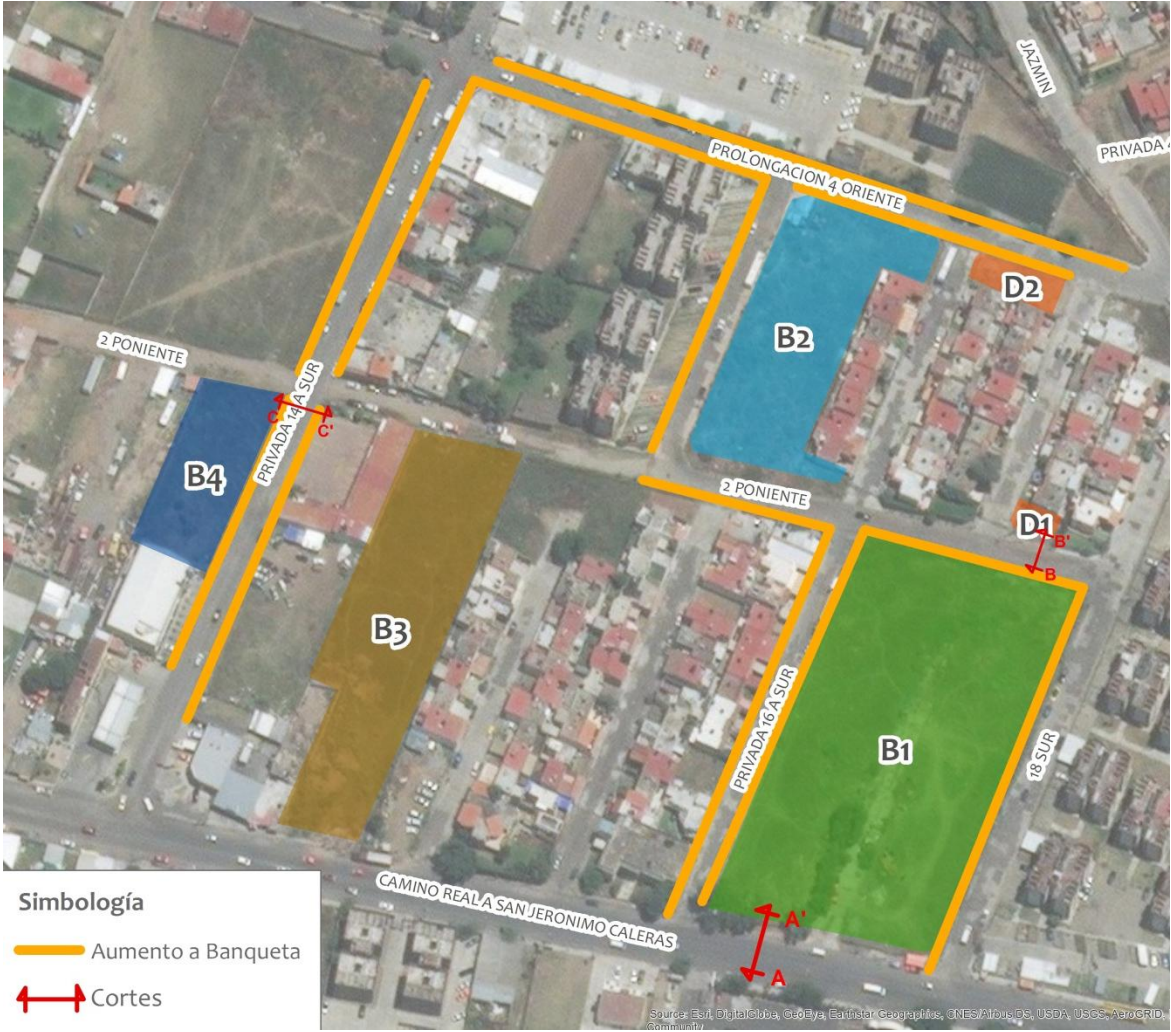 JAZMIN
PRIVADA 4
PROLONGACION 4 ORIENTE
D2
B2
2 PONIENTE
PRIVADA 14 A SUR
C
C'
B4
2 PONIENTE
D1
B'
B
B3
PRIVADA 16 A SUR
B1
18 SUR
CAMINO REAL A SAN JERONIMO CALERAS
A'
A
Simbología
Aumento a Banqueta
Cortes
Source: Esri, DigitalGlobe, GeoEye, Earthstar Geographics, CNES/Airbus DS, USDA, USGS, AeroGRID,
Community